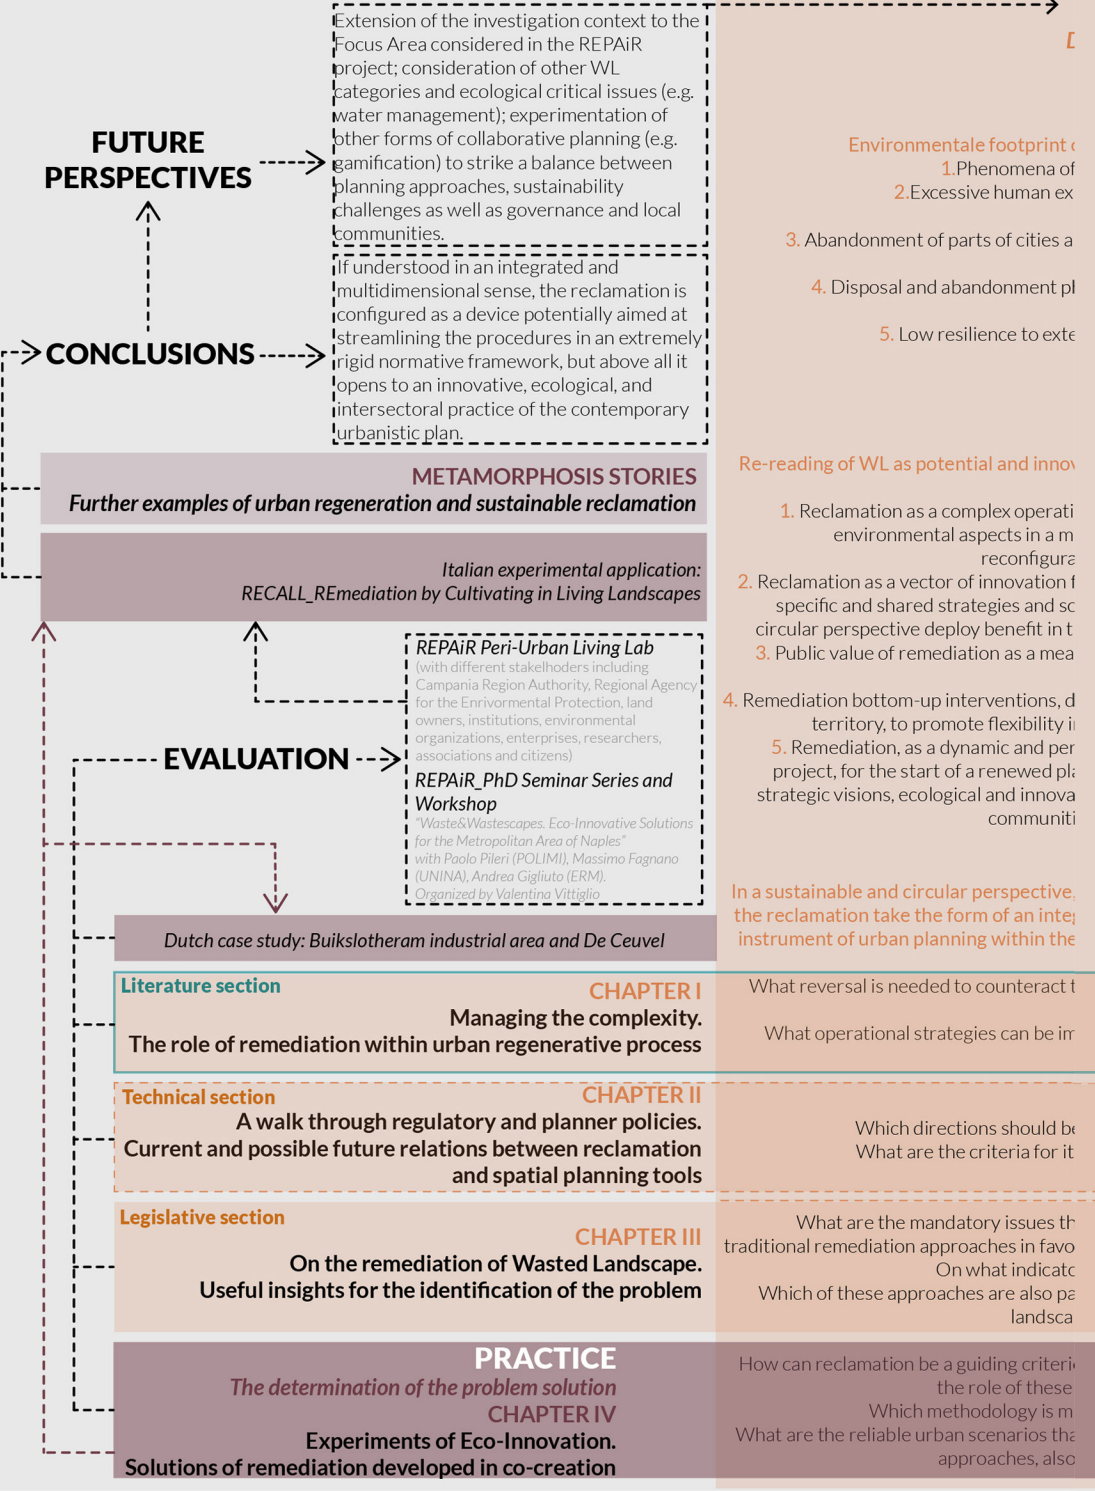 Extension of the investigation context to the
Focus Area considered in the REPAiR
project; consideration of other WL
categories and ecological critical issues (e.g.
water management); experimentation of
other forms of collaborative planning (e.g.
gamification) to strike a balance between
planning approaches, sustainability
challenges as well as governance and local
communities.
FUTURE
PERSPECTIVES
If understood in an integrated and
multidimensional sense, the reclamation is
configured as a device potentially aimed at
streamlining the procedures in an extremely
rigid normative framework, but above all it
opens to an innovative, ecological, and
intersectoral practice of the contemporary
urbanistic plan.
CONCLUSIONS
METAMORPHOSIS STORIES
Further examples of urban regeneration and sustainable reclamation
Italian experimental application:
RECALL_REmediation by Cultivating in Living Landscapes
REPAiR Peri-Urban Living Lab
(with different stakehoders including
Campania Region Authority, Regional Agency
for the Enrivormental Protection, land
owners, institutions, environmental
organizations, enterprises, researchers,
associations and citizens)
REPAiR_PhD Seminar Series and
Workshop
"Waste&Wastescapes. Eco-Innovative Solutions
for the Metropolitan Area of Naples"
with Paolo Pileri (POLIMI), Massimo Fagnano
(UNINA), Andrea Gigliuto (ERM).
Organized by Valentina Vittiglio
EVALUATION
Dutch case study: Buiksloterham industrial area and De Ceuvel
Literature section
CHAPTER I
Managing the complexity.
The role of remediation within urban regenerative process
Technical section
CHAPTER II
A walk through regulatory and planner policies.
Current and possible future relations between reclamation
and spatial planning tools
Legislative section
CHAPTER III
On the remediation of Wasted Landscape.
Useful insights for the identification of the problem
PRACTICE
The determination of the problem solution
CHAPTER IV
Experiments of Eco-Innovation.
Solutions of remediation developed in co-creation
Environmentale footprint
1.Phenomena of
2.Excessive human ex
3. Abandonment of parts of cities a
4. Disposal and abandonment
5. Low resilience to exte
Re-reading of WL as potential and innov
1. Reclamation as a complex operati
environmental aspects in a m
reconfigura
2. Reclamation as a vector of innovation f
specific and shared strategies and sc
circular perspective deploy benefit in t
3. Public value of remediation as a mea
4. Remediation bottom-up interventions, d
territory, to promote flexibility i
5. Remediation, as a dynamic and per
project, for the start of a renewed pla
strategic visions, ecological and innova
communiti
In a sustainable and circular perspective,
the reclamation take the form of an integ
instrument of urban planning within the
What reversal is needed to counteract t
What operational strategies can be im
Which directions should be
What are the criteria for it
What are the mandatory issues th
traditional remediation approaches in favo
On what indicato
Which of these approaches are also pa
landsca
How can reclamation be a guiding criteri
the role of these
Which methodology is m
What are the reliable urban scenarios tha
approaches, also